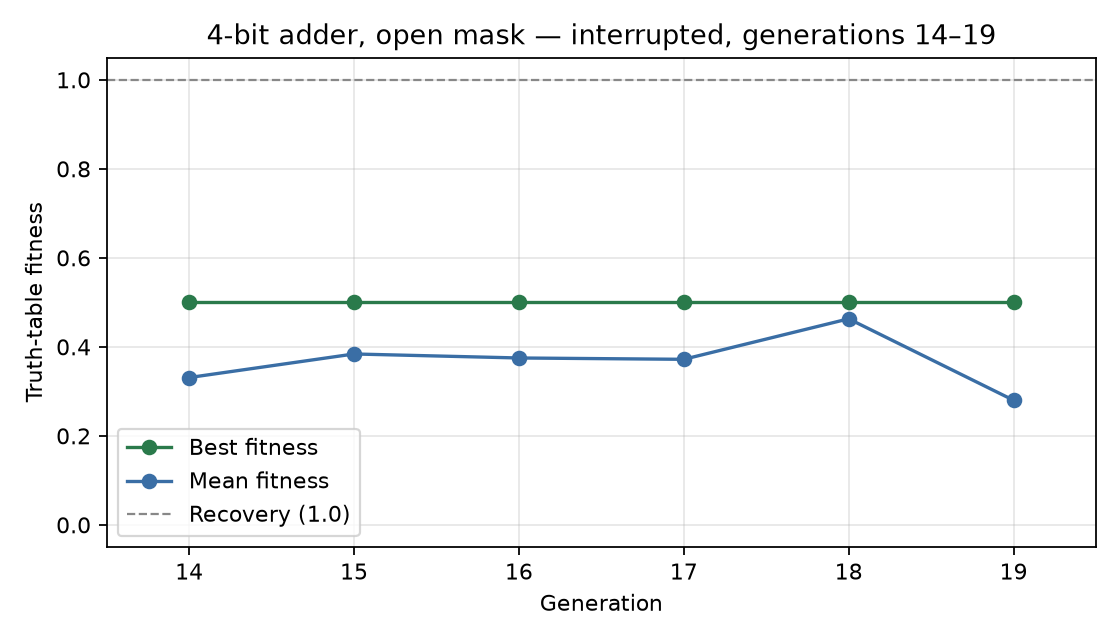 4-bit adder, open mask — interrupted, generations 14–19
Truth-table fitness
1.0
0.8
0.6
0.4
0.2
0.0
Best fitness
Mean fitness
Recovery (1.0)
14 15 16 17 18 19
Generation